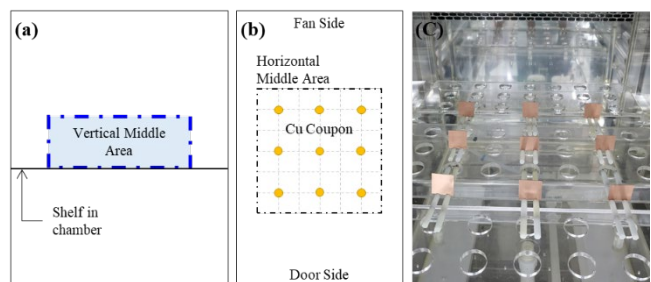 (a)
Vertical Middle
Area
Shelf in
chamber
(b)
Fan Side
Horizontal
Middle Area
Cu Coupon
Door Side
(C)